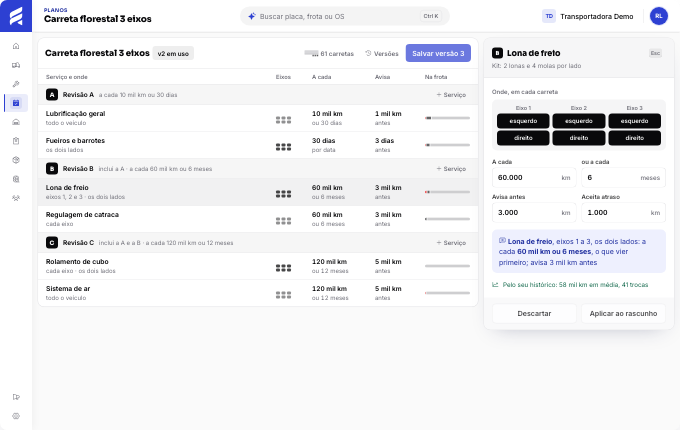 PLANOS
Carreta florestal 3 eixos
Buscar placa, frota ou OS
Ctrl K
TD Transportadora Demo
RL
Carreta florestal 3 eixos v2 em uso
61 carretas
Versões
Salvar versão 3
Serviço e onde Eixos A cada Avisa Na frota
A Revisão A a cada 10 mil km ou 30 dias + Serviço
Lubrificação geral 10 mil km 1 mil km
todo o veículo ou 30 dias antes
Fueiros e barrotes 30 dias 3 dias
os dois lados por data antes
B Revisão B inclui a A · a cada 60 mil km ou 6 meses + Serviço
Lona de freio 60 mil km 3 mil km
eixos 1, 2 e 3 · os dois lados ou 6 meses antes
Regulagem de catraca 60 mil km 3 mil km
cada eixo ou 6 meses antes
C Revisão C inclui a A e a B · a cada 120 mil km ou 12 meses + Serviço
Rolamento de cubo 120 mil km 5 mil km
cada eixo · os dois lados ou 12 meses antes
Sistema de ar 120 mil km 5 mil km
todo o veículo ou 12 meses antes
B Lona de freio Esc
Kit: 2 lonas e 4 molas por lado
Onde, em cada carreta
Eixo 1 Eixo 2 Eixo 3
esquerdo esquerdo esquerdo
direito direito direito
A cada ou a cada
60.000 km 6 meses
Avisa antes Aceita atraso
3.000 km 1.000 km
Lona de freio, eixos 1 a 3, os dois lados: a
cada 60 mil km ou 6 meses, o que vier
primeiro; avisa 3 mil km antes
Pelo seu histórico: 58 mil km em média, 41 trocas
Descartar Aplicar ao rascunho